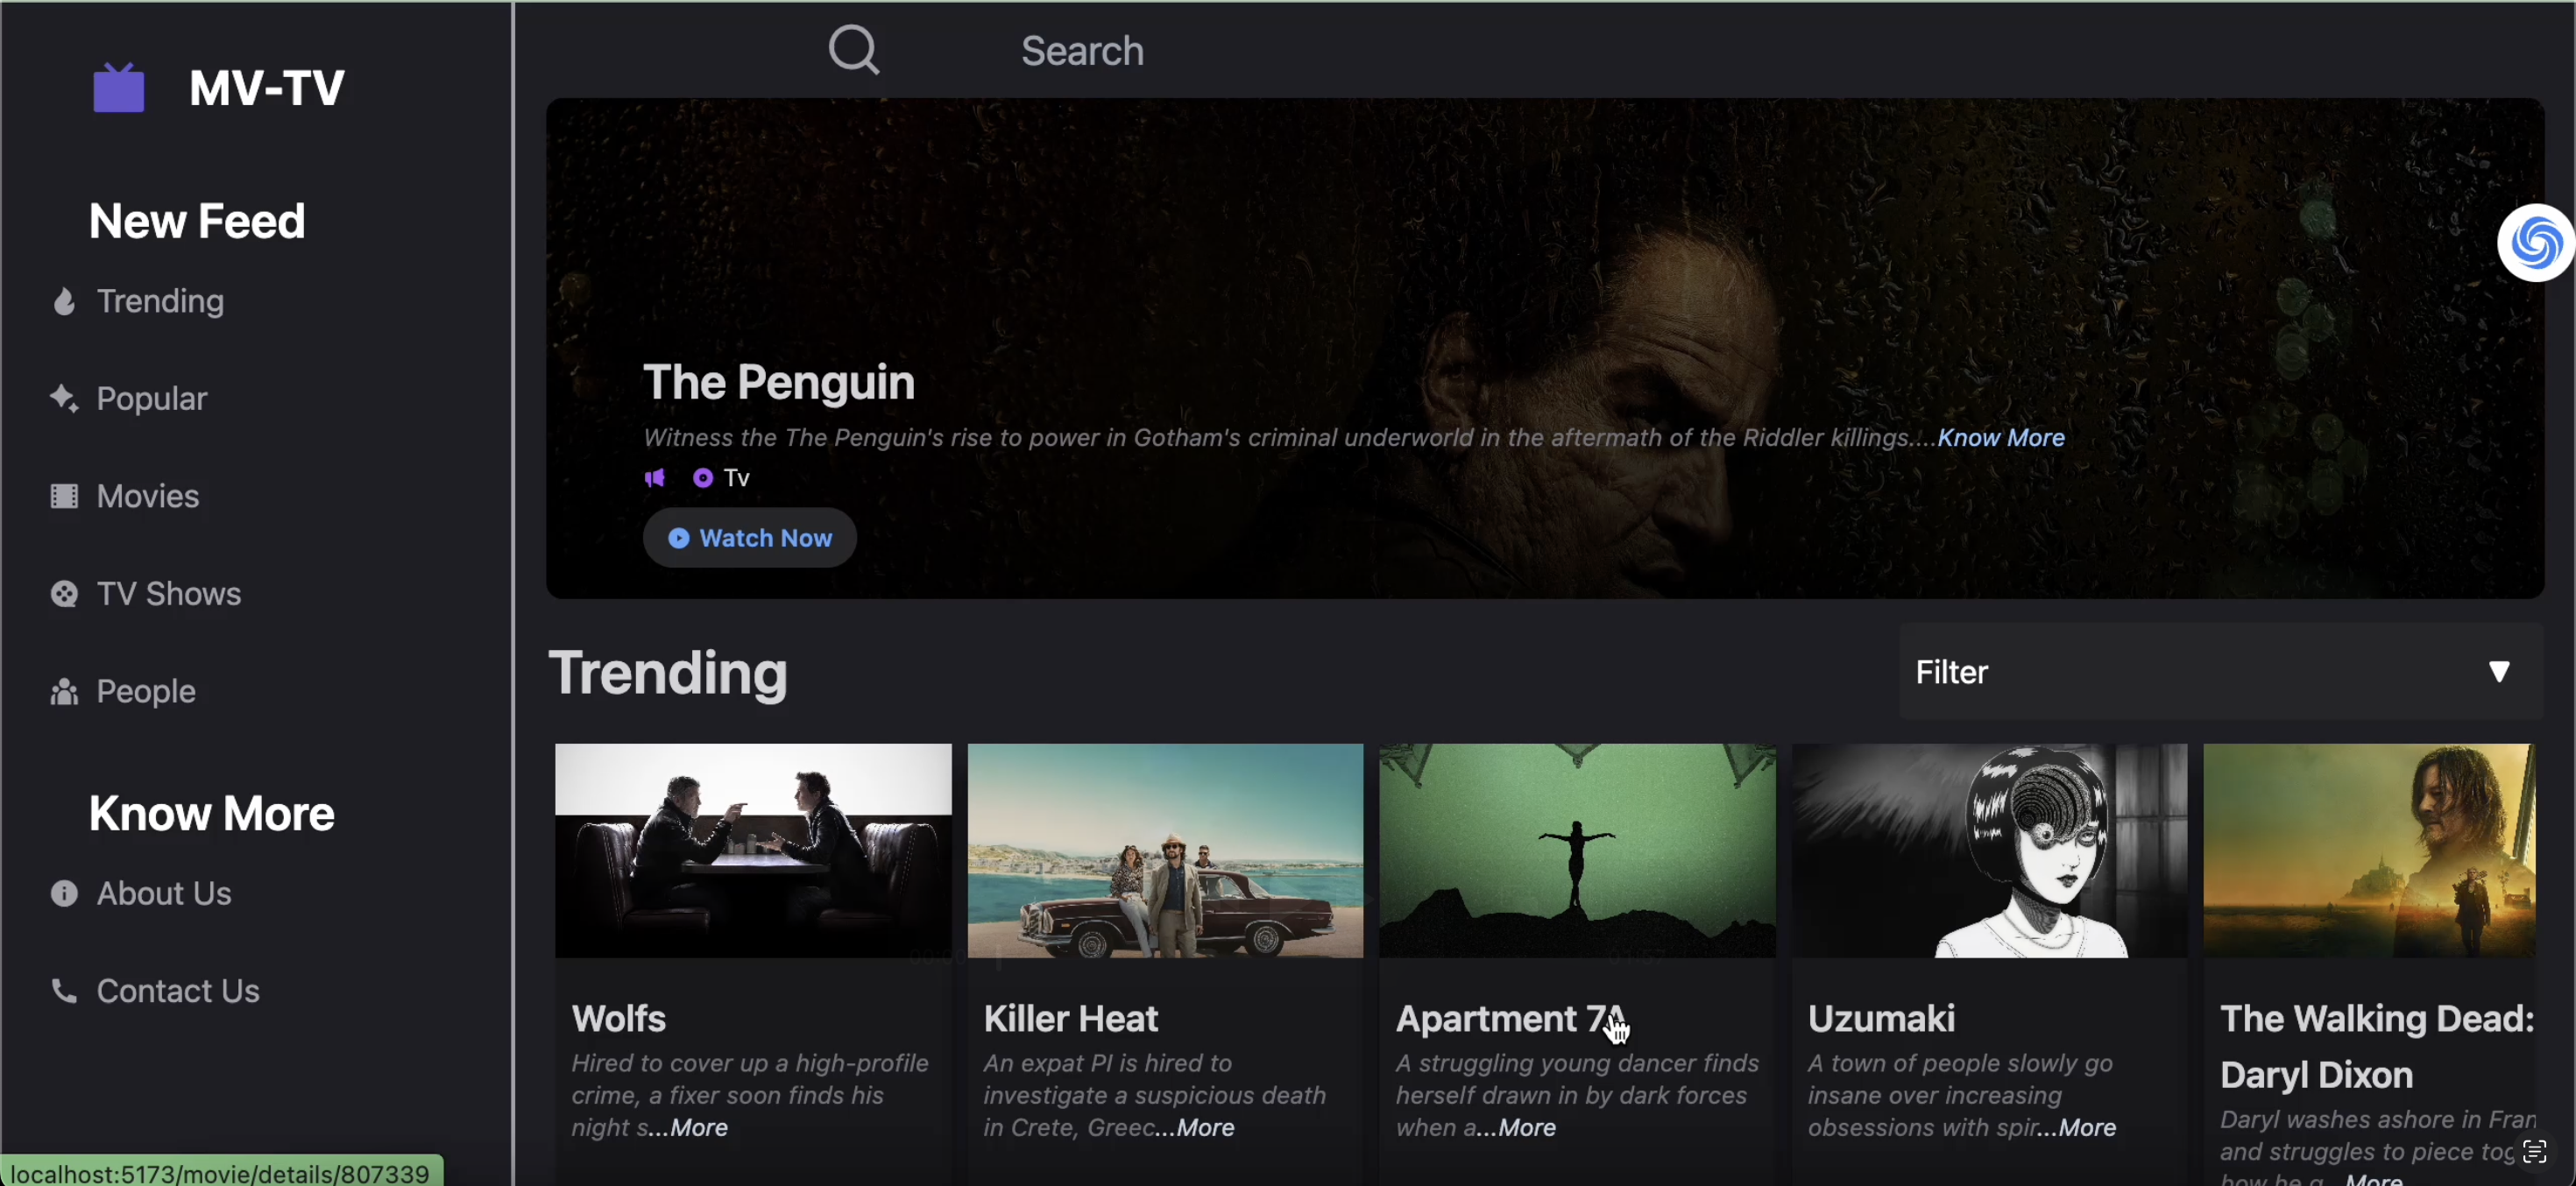 MV-TV
New Feed
Trending
Popular
Movies
TV Shows
People
Know More
About Us
Contact Us
localhost:5173/movie/details/807339
Search
The Penguin
Witness the The Penguin's rise to power in Gotham's criminal underworld in the aftermath of the Riddler killings....Know More
Tv
Watch Now
Trending
Filter
Wolfs
Hired to cover up a high-profile
crime, a fixer soon finds his
night s...More
Killer Heat
An expat PI is hired to
investigate a suspicious death
in Crete, Greec...More
Apartment 7A
A struggling young dancer finds
herself drawn in by dark forces
when a...More
Uzumaki
A town of people slowly go
insane over increasing
obsessions with spir...More
The Walking Dead:
Daryl Dixon
Daryl washes ashore in Fran
and struggles to piece tog
how he g...More